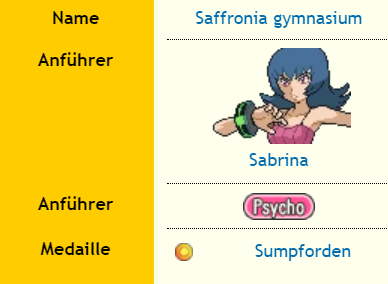 Name Saffronia gymnasium
Anführer
Sabrina
Anführer Psycho
Medaille Sumpforden